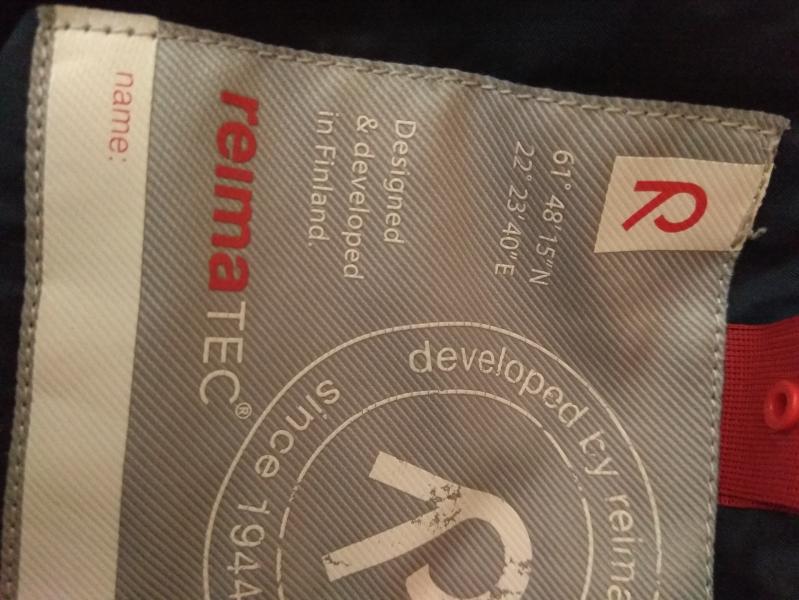 61° 48' 15" N
22° 23' 40" E
Designed
& developed
in Finland.
developed by reima
since 1944
reimaTEC®
name: